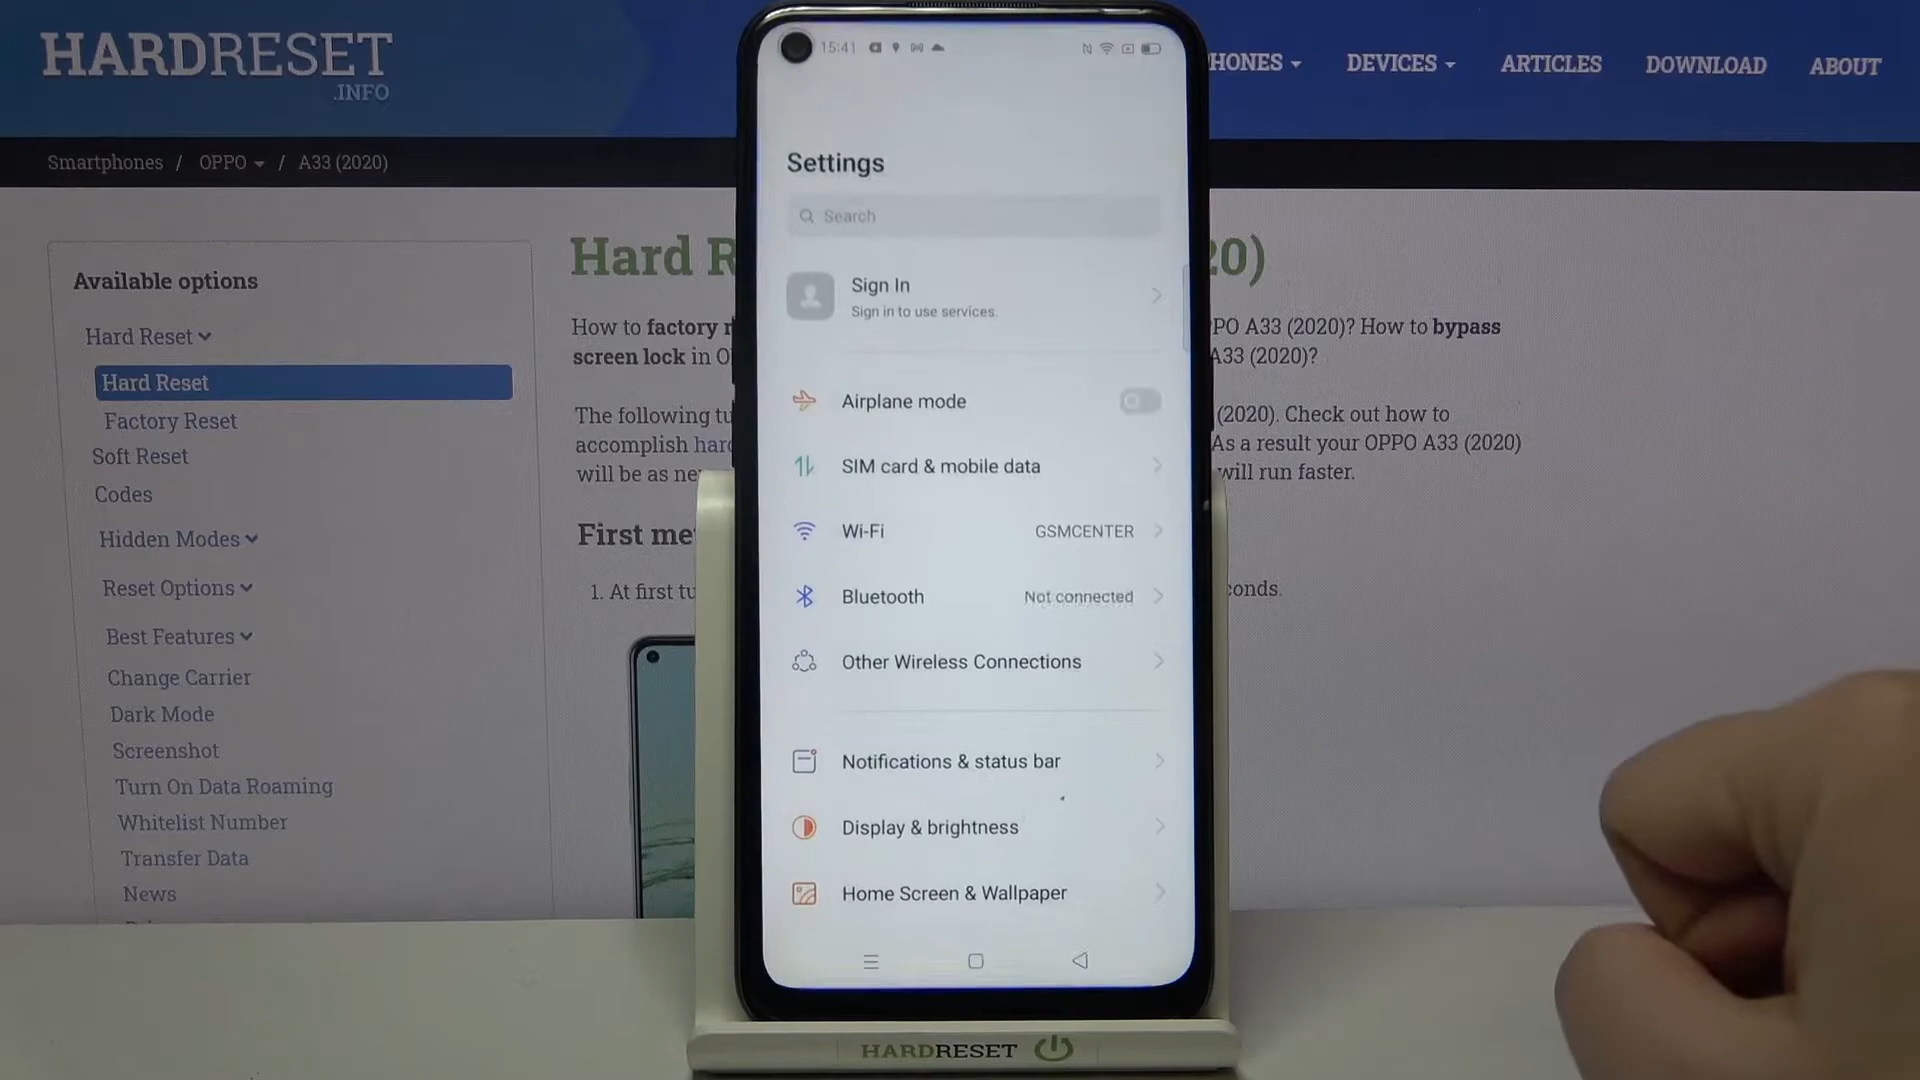 HARDRESET
.INFO
HONES
DEVICES
ARTICLES
DOWNLOAD
ABOUT
Smartphones / OPPO / A33 (2020)
Available options
Hard Reset
Hard Reset
Factory Reset
Soft Reset
Codes
Hidden Modes
Reset Options
Best Features
Change Carrier
Dark Mode
Screenshot
Turn On Data Roaming
Whitelist Number
Transfer Data
News
Hard R
20)
How to factory r
PO A33 (2020)? How to bypass
screen lock in O
A33 (2020)?
The following tu
(2020). Check out how to
accomplish hard
As a result your OPPO A33 (2020)
will be as ne
will run faster.
First me
1. At first tu
conds.
15:41
Settings
Search
Sign In
Sign in to use services.
Airplane mode
SIM card & mobile data
Wi-Fi GSMCENTER
Bluetooth Not connected
Other Wireless Connections
Notifications & status bar
Display & brightness
Home Screen & Wallpaper
HARDRESET